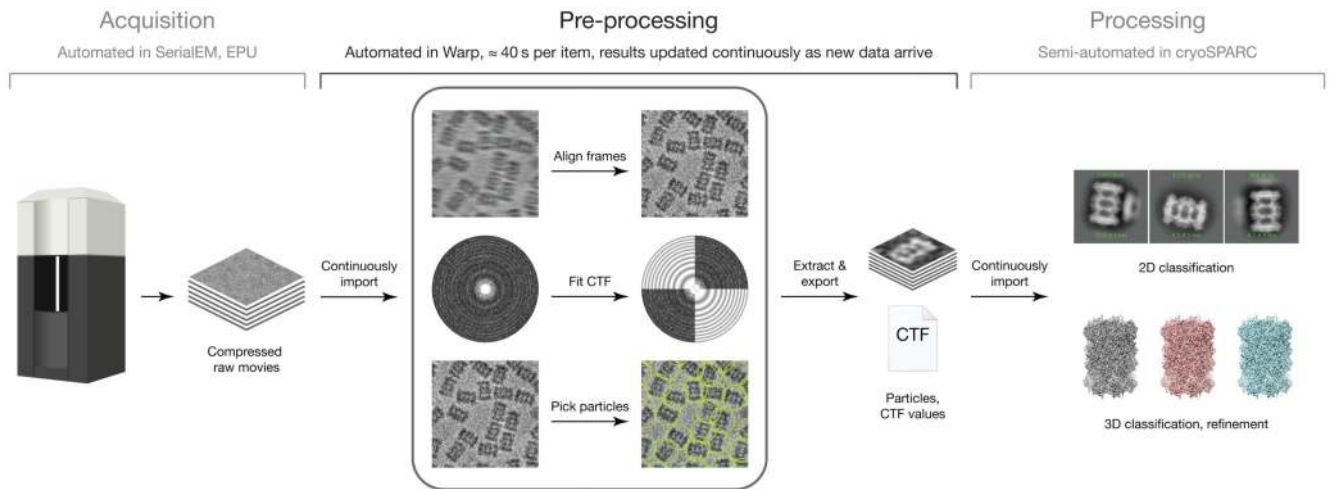 Acquisition
Automated in SerialEM, EPU
Pre-processing
Automated in Warp, ≈ 40 s per item, results updated continuously as new data arrive
Processing
Semi-automated in cryoSPARC
Compressed
raw movies
Continuously
import
Align frames
Fit CTF
Pick particles
Extract &
export
CTF
Particles,
CTF values
Continuously
import
2D classification
3D classification, refinement